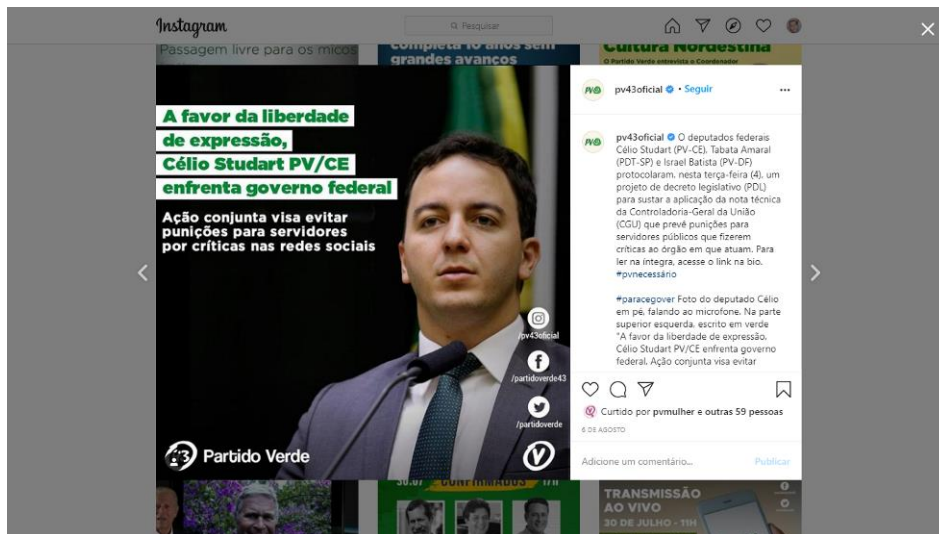 Instagram
Pesquisar
Passagem livre para os micos
completa 10 anos sem
grandes avanços
Cultura Nordestina
O Partido Verde entrevista o Coordenador
A favor da liberdade
de expressão,
Célio Studart PV/CE
enfrenta governo federal
Ação conjunta visa evitar
punições para servidores
por críticas nas redes sociais
/pv43oficial
/partidoverde43
/partidoverde
Partido Verde
pv43oficial • Seguir
pv43oficial O deputados federais
Célio Studart (PV-CE), Tabata Amaral
(PDT-SP) e Israel Batista (PV-DF)
protocolaram, nesta terça-feira (4), um
projeto de decreto legislativo (PDL)
para sustar a aplicação da nota técnica
da Controladoria-Geral da União
(CGU) que prevê punições para
servidores públicos que fizerem
críticas ao órgão em que atuam. Para
ler na íntegra, acesse o link na bio.
#pvnecessário
#paracegover Foto do deputado Célio
em pé, falando ao microfone. Na parte
superior esquerda, escrito em verde
"A favor da liberdade de expressão,
Célio Studart PV/CE enfrenta governo
federal. Ação conjunta visa evitar
Curtido por pvmulher e outras 59 pessoas
6 DE AGOSTO
Adicione um comentário...
Publicar
30.07 CONFIRMADOS 17H
TRANSMISSÃO
AO VIVO
30 DE JULHO - 11H